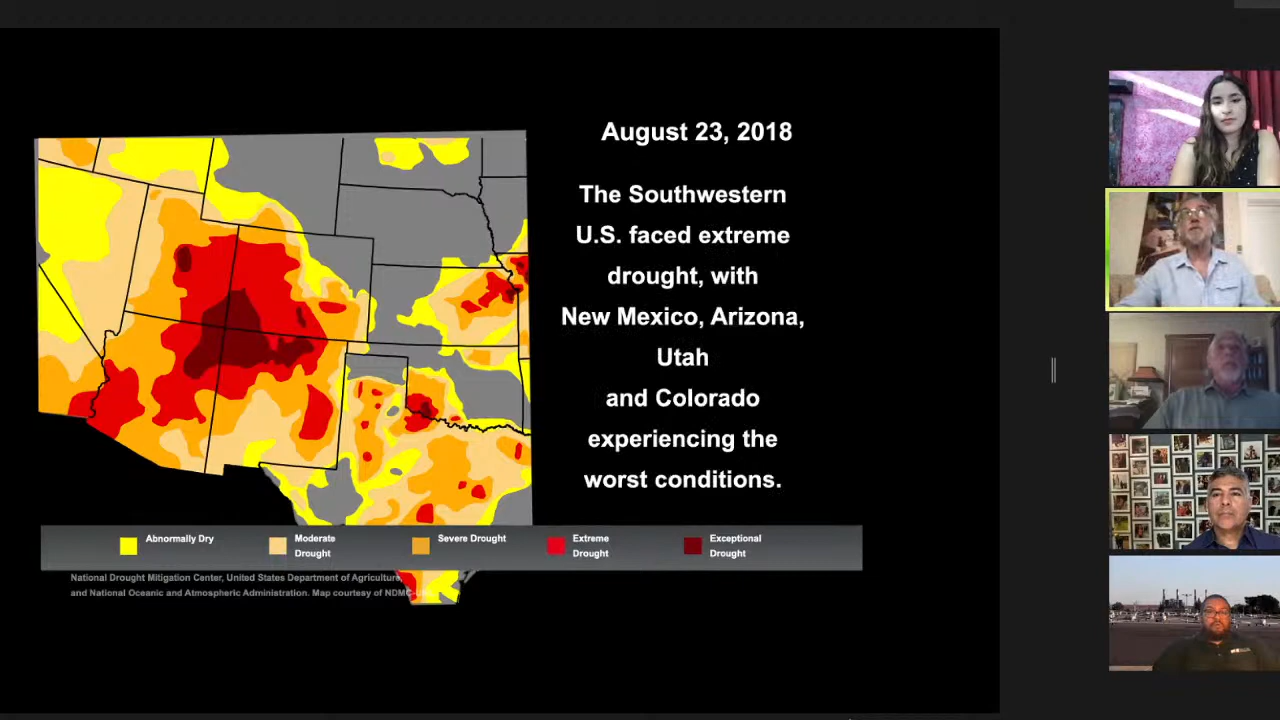 August 23, 2018
The Southwestern
U.S. faced extreme
drought, with
New Mexico, Arizona,
Utah
and Colorado
experiencing the
worst conditions.
Abnormally Dry
Moderate
Drought
Severe Drought
Extreme
Drought
Exceptional
Drought
National Drought Mitigation Center, United States Department of Agriculture,
and National Oceanic and Atmospheric Administration. Map courtesy of